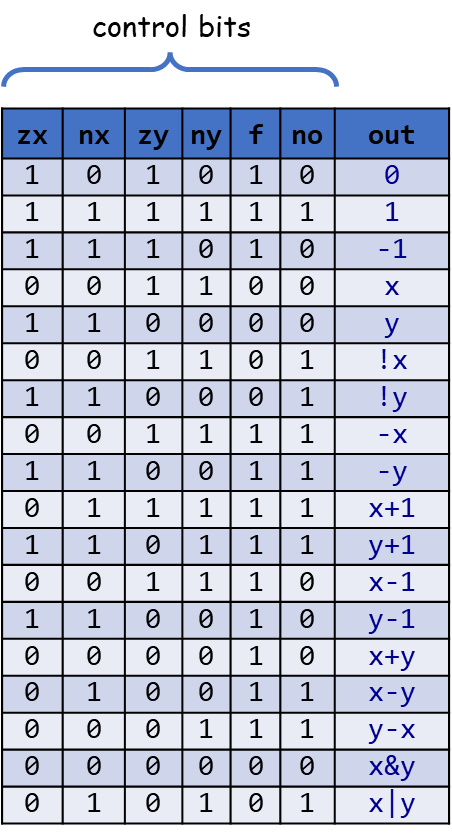 control bits
zx nx zy ny f no out
1 0 1 0 1 0 0
1 1 1 1 1 1 1
1 1 1 0 1 0 -1
0 0 1 1 0 0 x
1 1 0 0 0 0 y
0 0 1 1 0 1 !x
1 1 0 0 0 1 !y
0 0 1 1 1 1 -x
1 1 0 0 1 1 -y
0 1 1 1 1 1 x+1
1 1 0 1 1 1 y+1
0 0 1 1 1 0 x-1
1 1 0 0 1 0 y-1
0 0 0 0 1 0 x+y
0 1 0 0 1 1 x-y
0 0 0 1 1 1 y-x
0 0 0 0 0 0 x&y
0 1 0 1 0 1 x|y